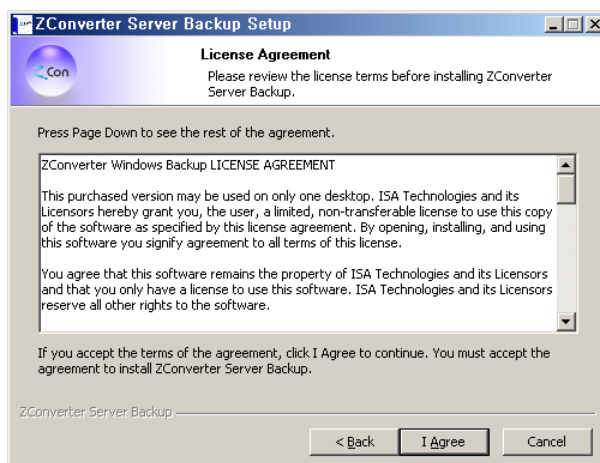 ZConverter Server Backup Setup
Con
License Agreement
Please review the license terms before installing ZConverter
Server Backup.
Press Page Down to see the rest of the agreement.
ZConverter Windows Backup LICENSE AGREEMENT
This purchased version may be used on only one desktop. ISA Technologies and its
Licensors hereby grant you, the user, a limited, non-transferable license to use this copy
of the software as specified by this license agreement. By opening, installing, and using
this software you signify agreement to all terms of this license.
You agree that this software remains the property of ISA Technologies and its Licensors
and that you only have a license to use this software. ISA Technologies and its Licensors
reserve all other rights to the software.
If you accept the terms of the agreement, click I Agree to continue. You must accept the
agreement to install ZConverter Server Backup.
ZConverter Server Backup
< Back
I Agree
Cancel